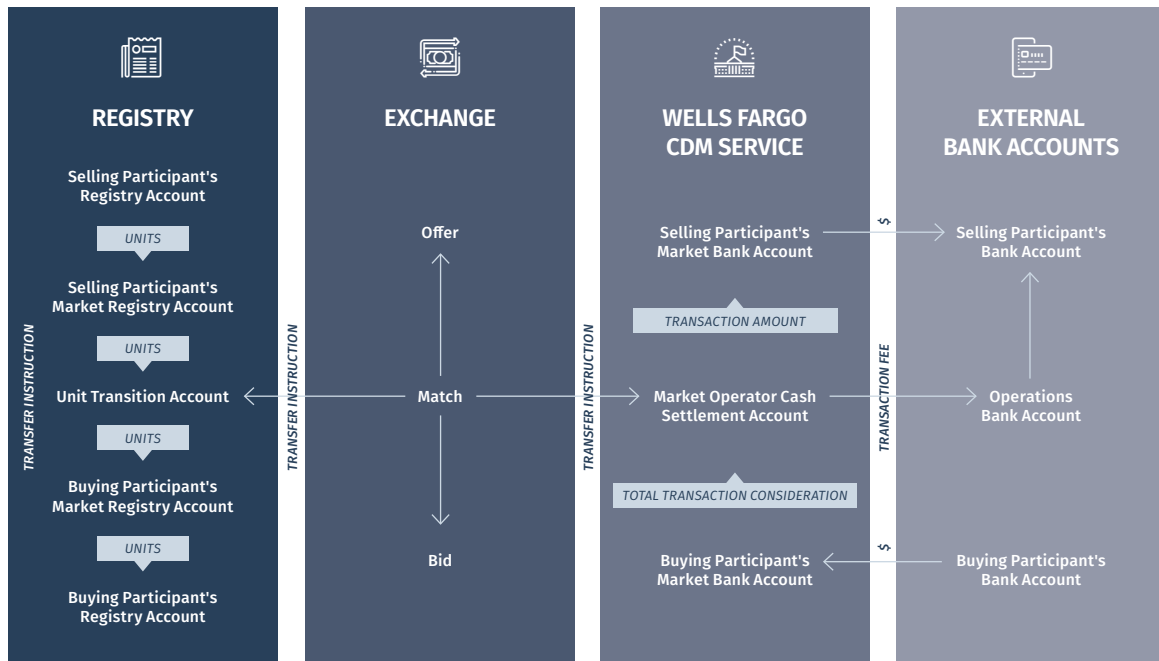 REGISTRY
Selling Participant's
Registry Account
UNITS
Selling Participant's
Market Registry Account
UNITS
Unit Transition Account
UNITS
Buying Participant's
Market Registry Account
UNITS
Buying Participant's
Registry Account
TRANSFER INSTRUCTION
TRANSFER INSTRUCTION
EXCHANGE
Offer
Match
Bid
TRANSFER INSTRUCTION
WELLS FARGO
CDM SERVICE
Selling Participant's
Market Bank Account
TRANSACTION AMOUNT
Market Operator Cash
Settlement Account
TOTAL TRANSACTION CONSIDERATION
Buying Participant's
Market Bank Account
$
TRANSACTION FEE
$
EXTERNAL
BANK ACCOUNTS
Selling Participant's
Bank Account
Operations
Bank Account
Buying Participant's
Bank Account